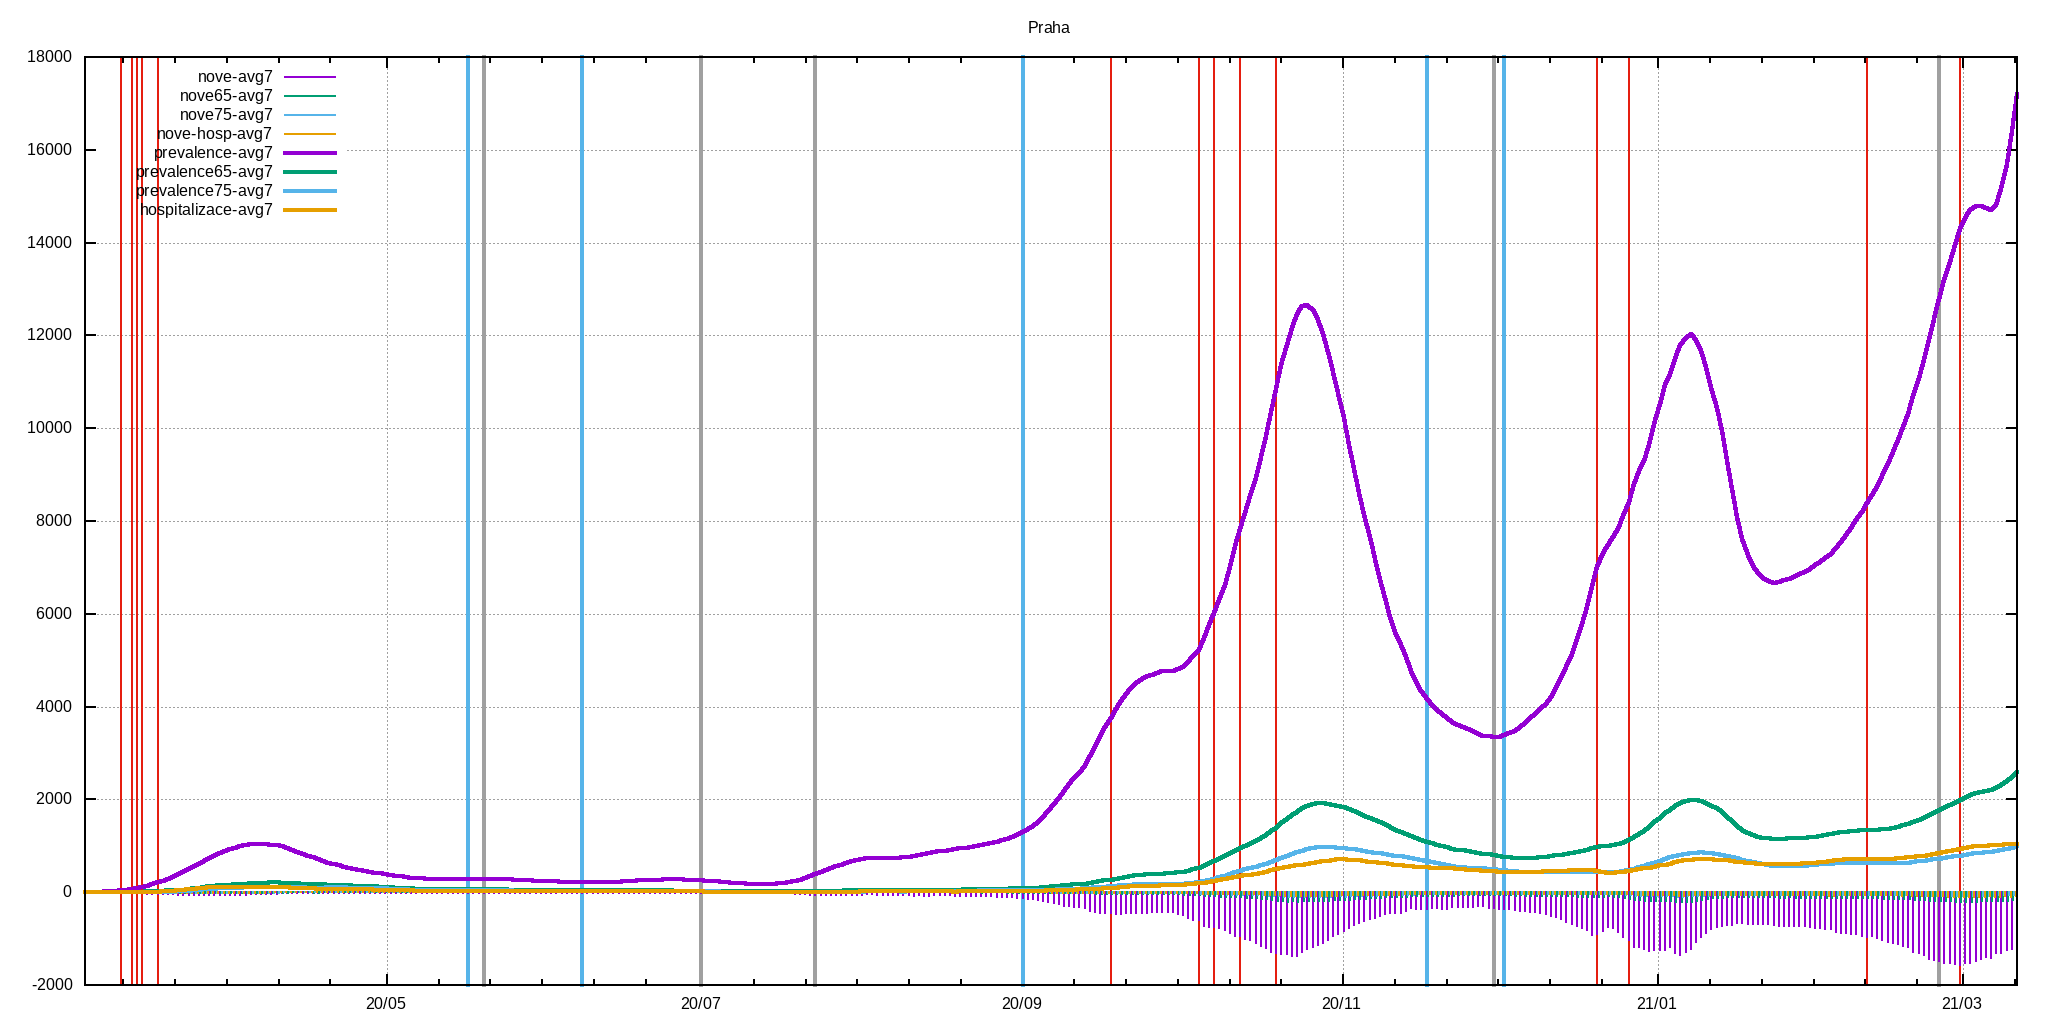 Praha
18000
16000
14000
12000
10000
8000
6000
4000
2000
0
-2000
nove-avg7
nove65-avg7
nove75-avg7
nove-hosp-avg7
prevalence-avg7
prevalence65-avg7
prevalence75-avg7
hospitalizace-avg7
20/05 20/07 20/09 20/11 21/01 21/03